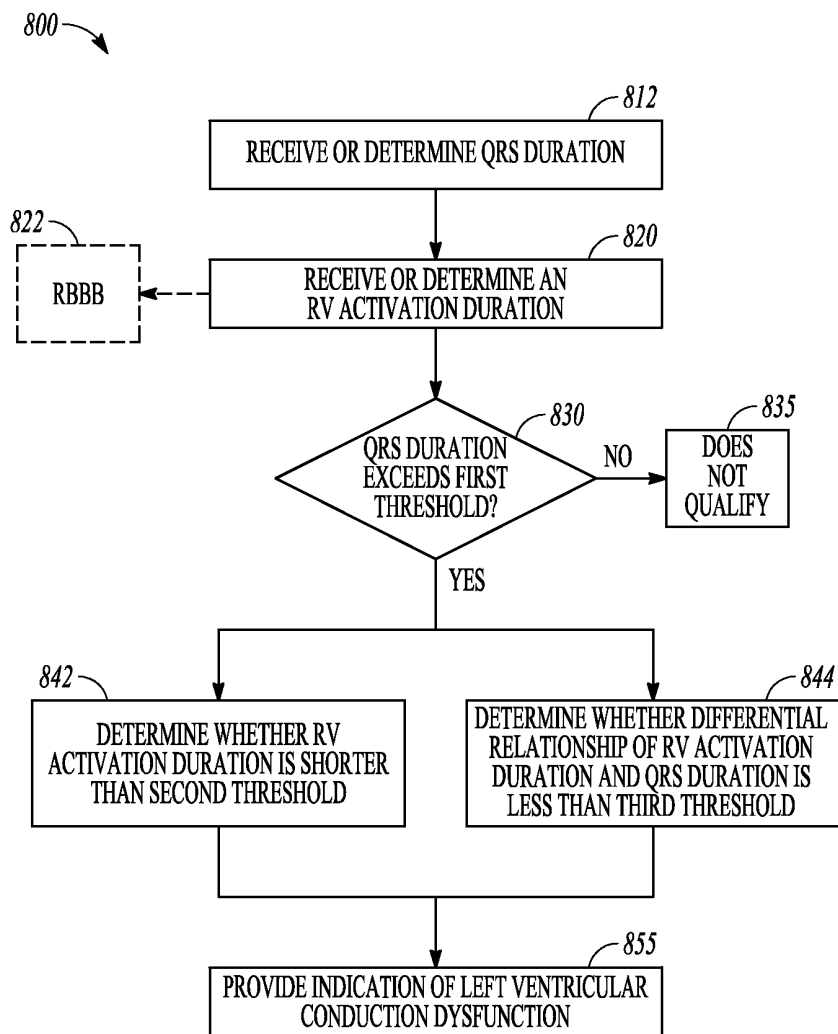 800
812
RECEIVE OR DETERMINE QRS DURATION
822
RBBB
820
RECEIVE OR DETERMINE AN
RV ACTIVATION DURATION
830
QRS DURATION
EXCEEDS FIRST
THRESHOLD?
NO
835
DOES
NOT
QUALIFY
YES
842
DETERMINE WHETHER RV
ACTIVATION DURATION IS SHORTER
THAN SECOND THRESHOLD
844
DETERMINE WHETHER DIFFERENTIAL
RELATIONSHIP OF RV ACTIVATION
DURATION AND QRS DURATION IS
LESS THAN THIRD THRESHOLD
855
PROVIDE INDICATION OF LEFT VENTRICULAR
CONDUCTION DYSFUNCTION